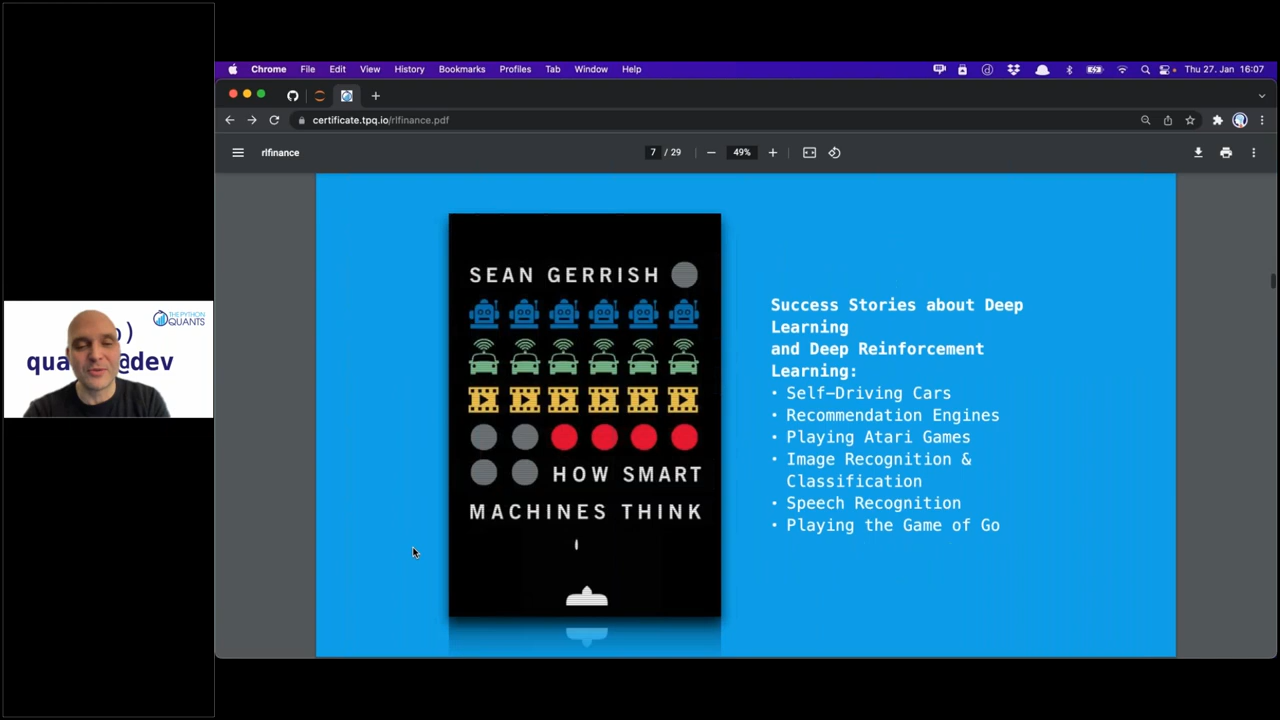 Chrome File Edit View History Bookmarks Profiles Tab Window Help Thu 27. Jan 16:07
certificate.tpq.io/rlfinance.pdf
rlfinance 7 / 29 49%
SEAN GERRISH
HOW SMART
MACHINES THINK
Success Stories about Deep
Learning
and Deep Reinforcement
Learning:
• Self-Driving Cars
• Recommendation Engines
• Playing Atari Games
• Image Recognition &
Classification
• Speech Recognition
• Playing the Game of Go
THE PYTHON
QUANTS